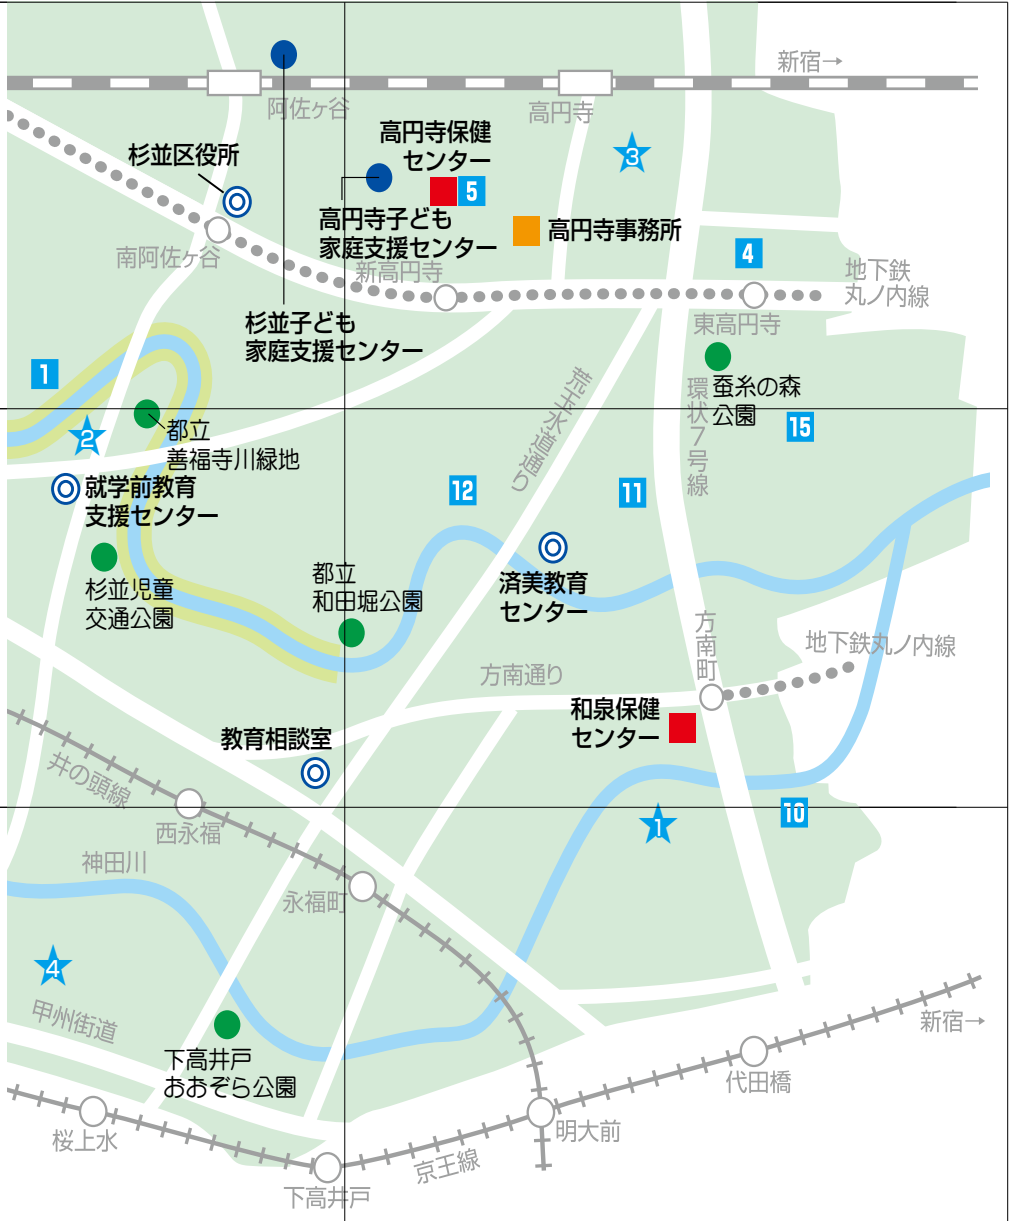 新宿→
阿佐ヶ谷
高円寺
高円寺保健
センター
3
杉並区役所
5
高円寺子ども
家庭支援センター
高円寺事務所
南阿佐ヶ谷
新高円寺
4
地下鉄
丸ノ内線
杉並子ども
家庭支援センター
東高円寺
1
蚕糸の森
公園
環状7号線
荒玉水道通り
2
都立
善福寺川緑地
15
就学前教育
支援センター
12
11
杉並児童
交通公園
都立
和田堀公園
済美教育
センター
方南町
地下鉄丸ノ内線
方南通り
和泉保健
センター
教育相談室
井の頭線
西永福
1
10
神田川
永福町
4
甲州街道
新宿→
下高井戸
おおぞら公園
代田橋
桜上水
明大前
京王線
下高井戸